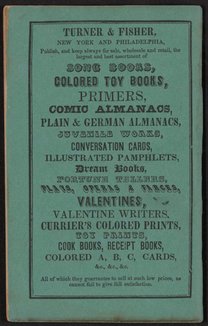 TURNER & FISHER,
NEW YORK AND PHILADELPHIA,
Publish, and keep always for sale, wholesale and retail, the
largest and best assortment of
SONG BOOKS,
COLORED TOY BOOKS,
PRIMERS,
COMIC ALMANACS,
PLAIN & GERMAN ALMANACS,
JUVENILE WORKS,
CONVERSATION CARDS,
ILLUSTRATED PAMPHLETS,
Dream Books,
FORTUNE TELLERS,
PLAYS, OPERAS & FARCES,
VALENTINES,
VALENTINE WRITERS,
CURRIER'S COLORED PRINTS,
TOY PRINTS,
COOK BOOKS, RECEIPT BOOKS,
COLORED A, B, C, CARDS,
&c., &c., &c.
All of which they guarantee to sell at such low prices, as
cannot fail to give full satisfaction.